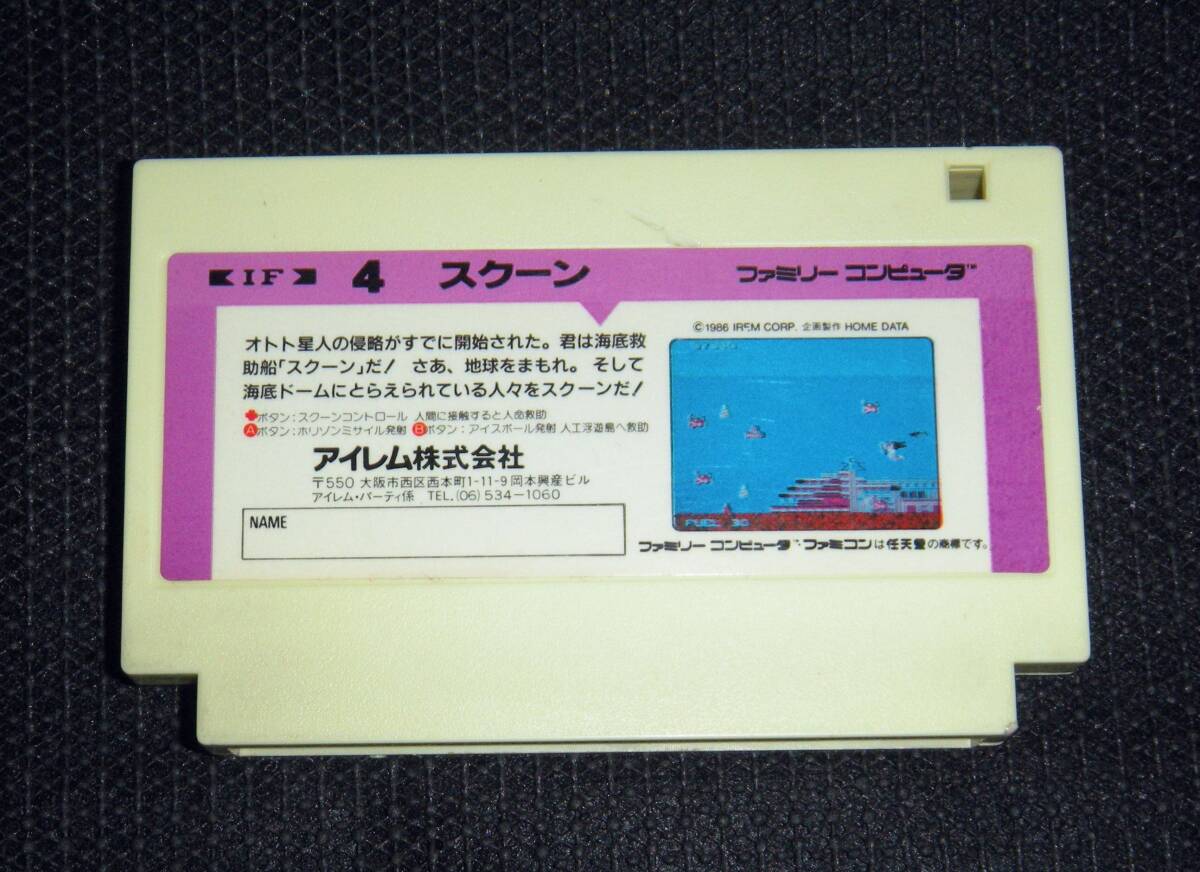 IF 4 スクーン ファミリー コンピュータ™
オトト星人の侵略がすでに開始された。君は海底救
助船「スクーン」だ! さあ、地球をまもれ。そして
海底ドームにとらえられている人々をスクーンだ!
✚ボタン:スクーンコントロール 人間に接触すると人命救助
Ⓐボタン:ホリゾンミサイル発射 Ⓑボタン:アイスボール発射 人工浮遊島へ救助
アイレム株式会社
〒550 大阪市西区西本町1-11-9 岡本興産ビル
アイレム・パーティ係 TEL.(06)534-1060
NAME
©1986 IREM CORP. 企画製作 HOME DATA
FUEL 30
ファミリー コンピュータ™・ファミコンは任天堂の商標です。